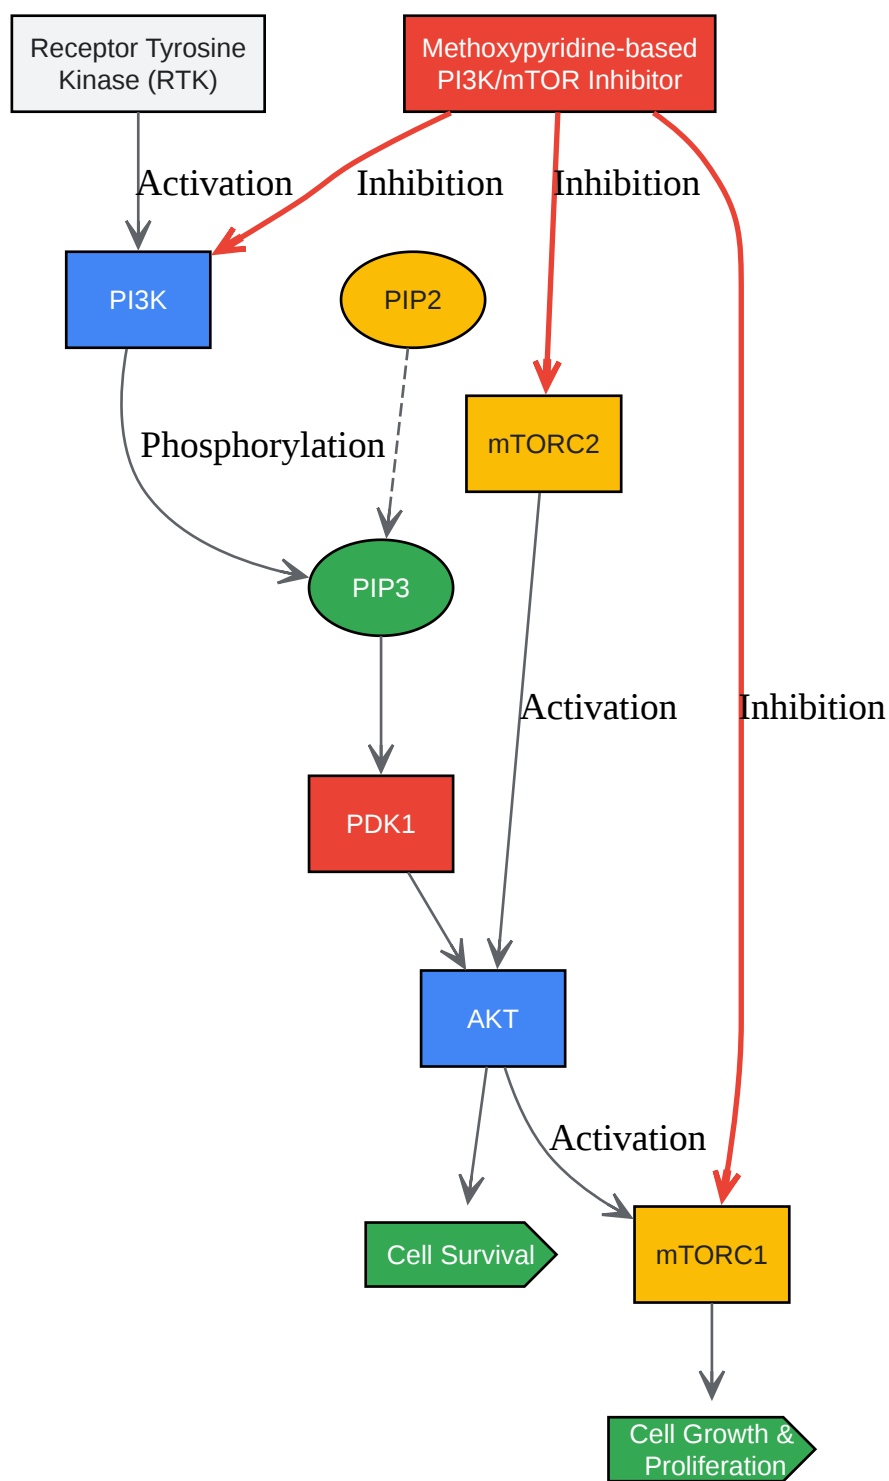 Receptor Tyrosine
Kinase (RTK)
Methoxypyridine-based
PI3K/mTOR Inhibitor
Activation
Inhibition
Inhibition
PI3K
PIP2
mTORC2
Phosphorylation
PIP3
Activation
Inhibition
PDK1
AKT
Activation
Cell Survival
mTORC1
Cell Growth &
Proliferation